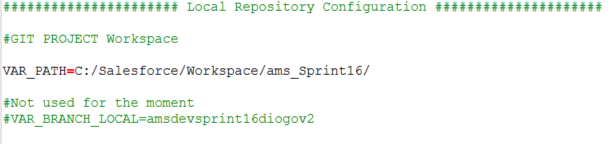 ###################### Local Repository Configuration #####################
#GIT PROJECT Workspace
VAR_PATH=C:/Salesforce/Workspace/ams_Sprint16/
#Not used for the moment
#VAR_BRANCH_LOCAL=amsdevsprint16diogov2